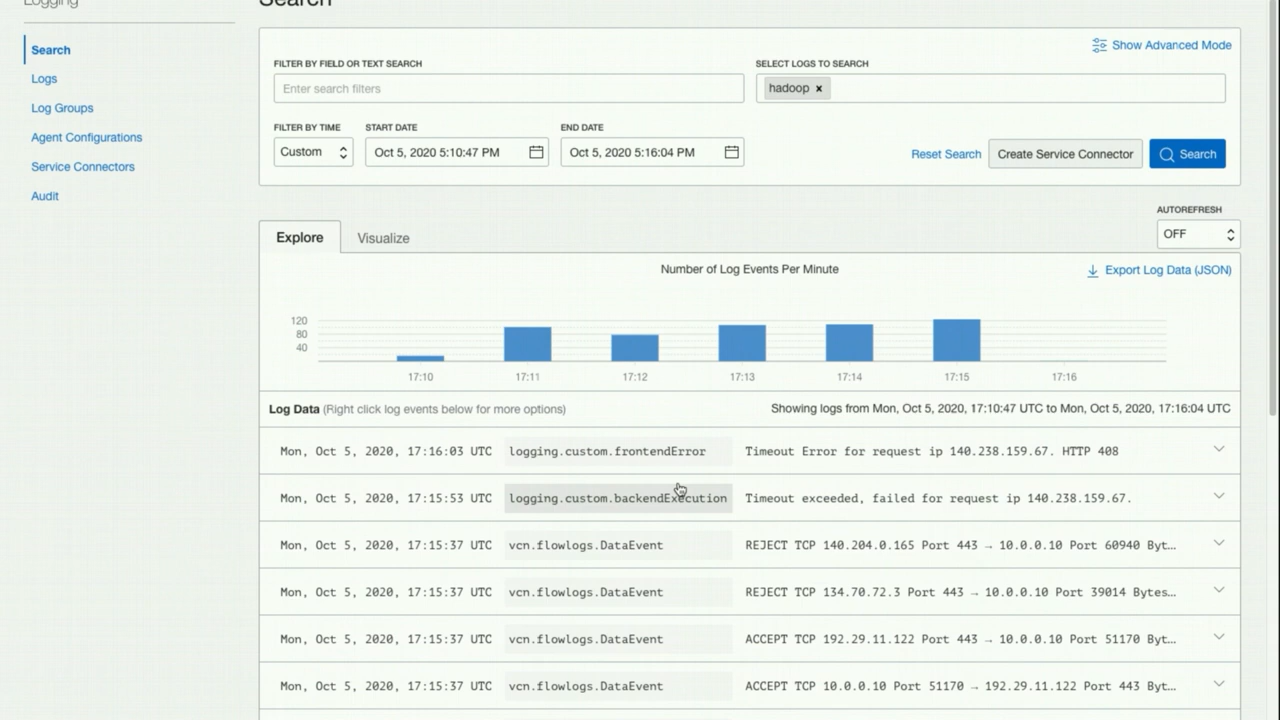 Logging
Search
Search
Logs
Log Groups
Agent Configurations
Service Connectors
Audit
Show Advanced Mode
FILTER BY FIELD OR TEXT SEARCH
SELECT LOGS TO SEARCH
Enter search filters
hadoop ×
FILTER BY TIME
START DATE
END DATE
Custom
Oct 5, 2020 5:10:47 PM
Oct 5, 2020 5:16:04 PM
Reset Search
Create Service Connector
Search
AUTOREFRESH
OFF
Explore
Visualize
Number of Log Events Per Minute
Export Log Data (JSON)
120
80
40
17:10 17:11 17:12 17:13 17:14 17:15 17:16
Log Data (Right click log events below for more options)
Showing logs from Mon, Oct 5, 2020, 17:10:47 UTC to Mon, Oct 5, 2020, 17:16:04 UTC
Mon, Oct 5, 2020, 17:16:03 UTC logging.custom.frontendError Timeout Error for request ip 140.238.159.67. HTTP 408
Mon, Oct 5, 2020, 17:15:53 UTC logging.custom.backendExecution Timeout exceeded, failed for request ip 140.238.159.67.
Mon, Oct 5, 2020, 17:15:37 UTC vcn.flowlogs.DataEvent REJECT TCP 140.204.0.165 Port 443 → 10.0.0.10 Port 60940 Byt...
Mon, Oct 5, 2020, 17:15:37 UTC vcn.flowlogs.DataEvent REJECT TCP 134.70.72.3 Port 443 → 10.0.0.10 Port 39014 Bytes...
Mon, Oct 5, 2020, 17:15:37 UTC vcn.flowlogs.DataEvent ACCEPT TCP 192.29.11.122 Port 443 → 10.0.0.10 Port 51170 Byt...
Mon, Oct 5, 2020, 17:15:37 UTC vcn.flowlogs.DataEvent ACCEPT TCP 10.0.0.10 Port 51170 → 192.29.11.122 Port 443 Byt...